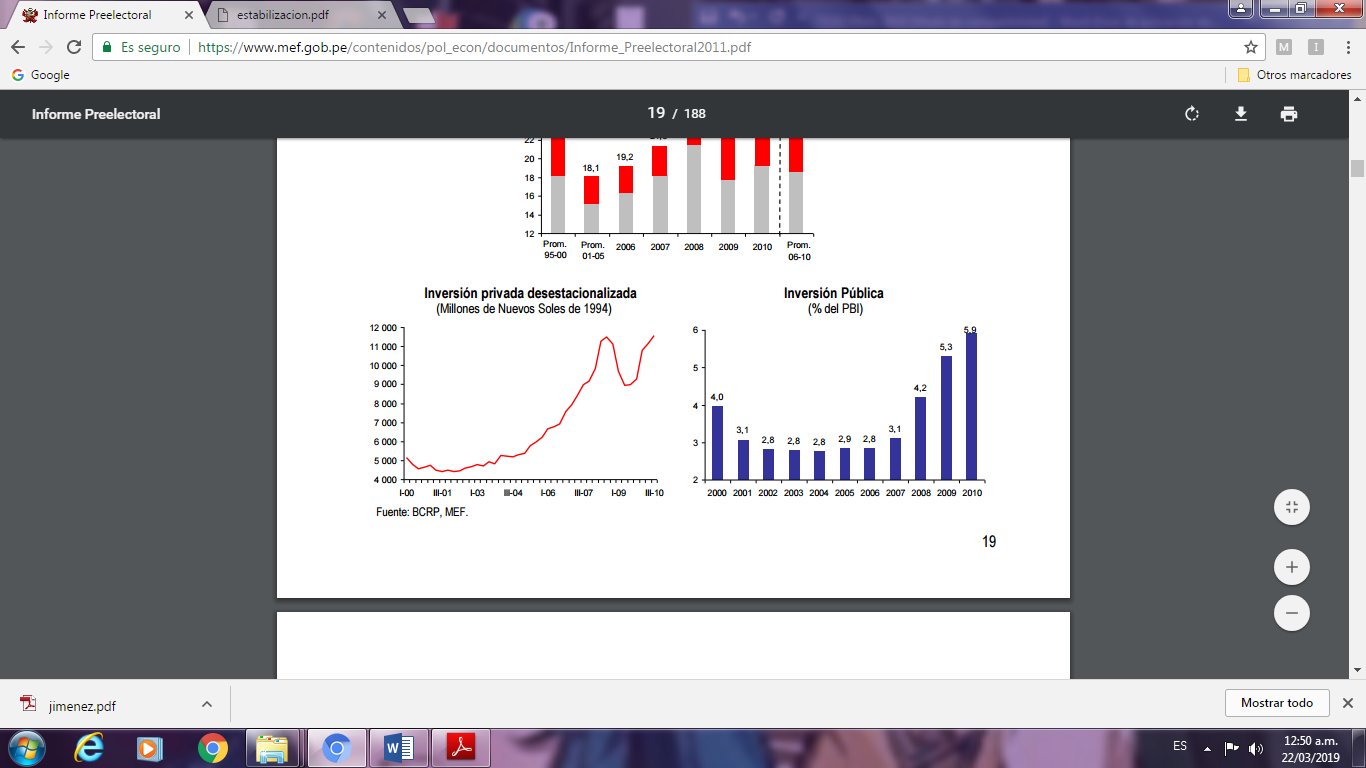 Informe Preelectoral
estabilizacion.pdf
Es seguro
https://www.mef.gob.pe/contenidos/pol_econ/documentos/Informe_Preelectoral2011.pdf
M
I
Google
Otros marcadores
Informe Preelectoral
19 / 188
22
20
18
16
14
12
18,1
19,2
Prom. 95-00
Prom. 01-05
2006
2007
2008
2009
2010
Prom. 06-10
Inversión privada desestacionalizada
(Millones de Nuevos Soles de 1994)
12 000
11 000
10 000
9 000
8 000
7 000
6 000
5 000
4 000
I-00 III-01 I-03 III-04 I-06 III-07 I-09 III-10
Fuente: BCRP, MEF.
Inversión Pública
(% del PBI)
6
5
4
3
2
4,0 3,1 2,8 2,8 2,8 2,9 2,8 3,1 4,2 5,3 5,9
2000 2001 2002 2003 2004 2005 2006 2007 2008 2009 2010
19
jimenez.pdf
Mostrar todo
ES
12:50 a.m.
22/03/2019